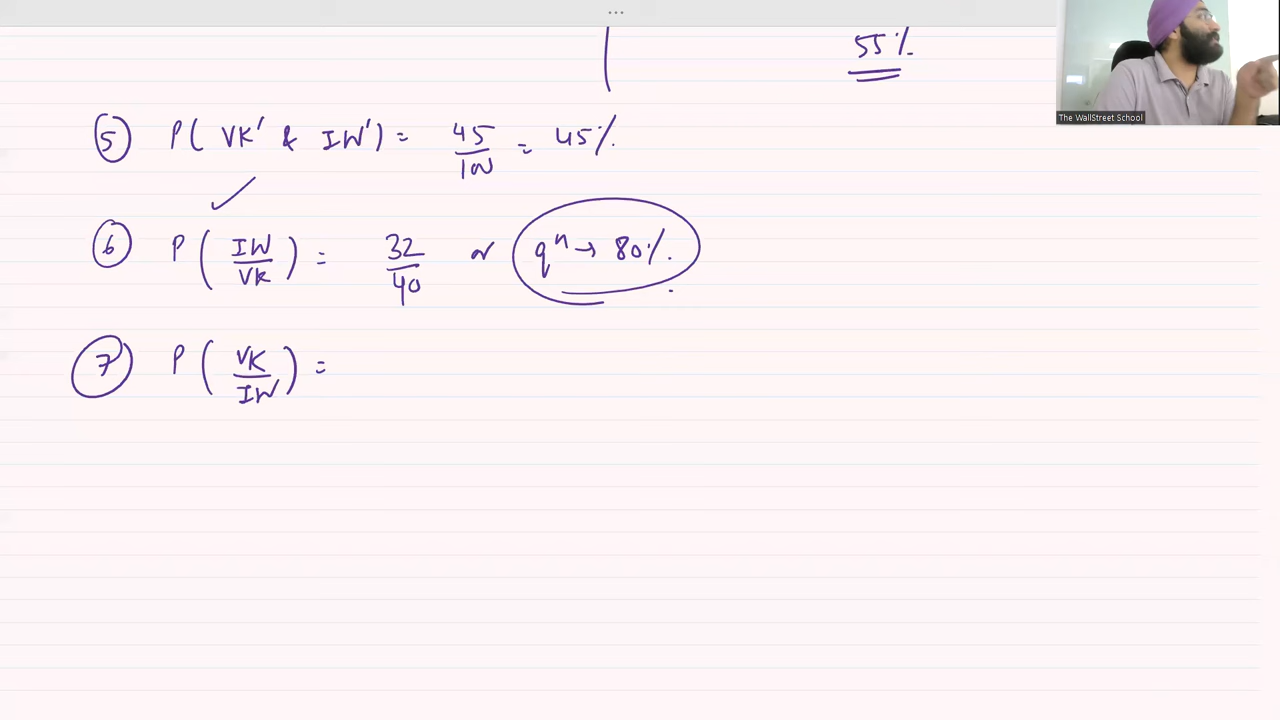 ...
55%
The WallStreet School
5 P( VK' & IW') = 45/100 = 45%
6 P( IW/VK ) = 32/40 or qⁿ → 80%.
7 P( VK/IW ) =